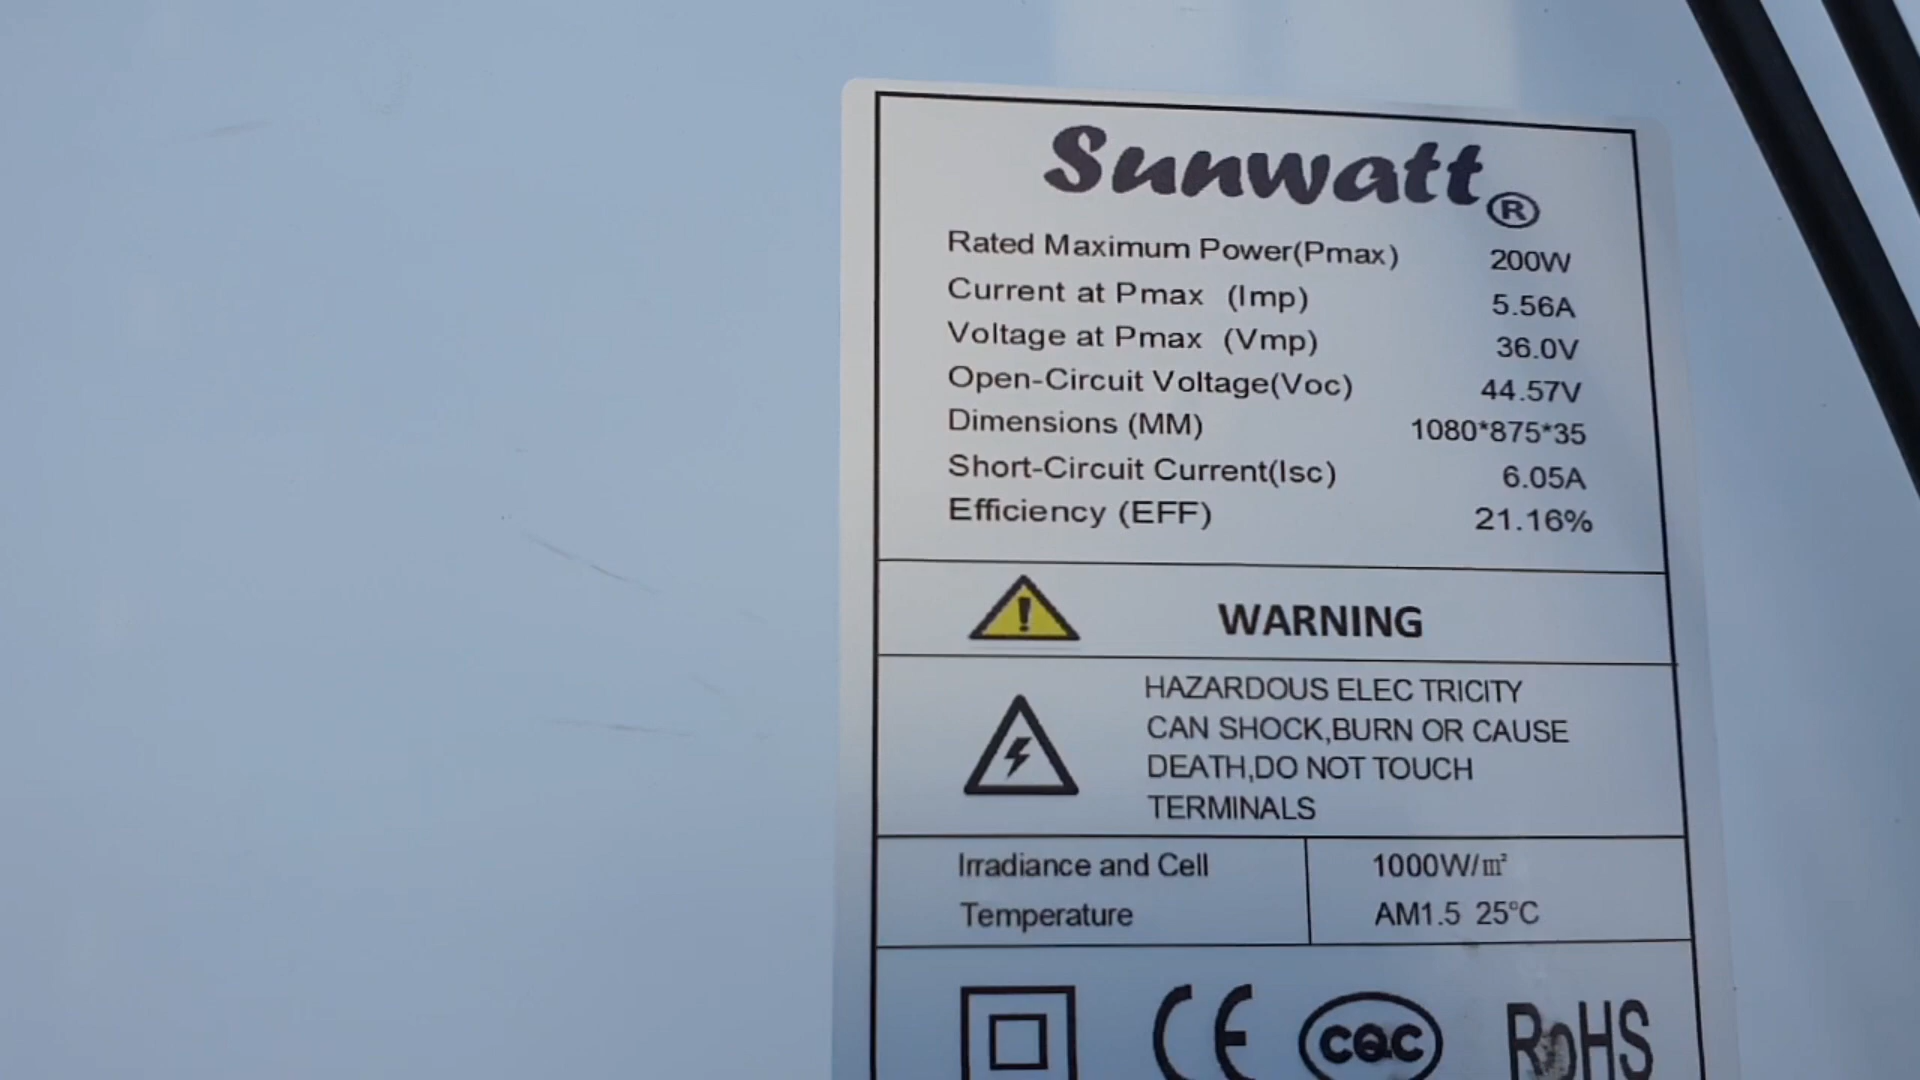 Sunwatt®
Rated Maximum Power(Pmax) 200W
Current at Pmax (Imp) 5.56A
Voltage at Pmax (Vmp) 36.0V
Open-Circuit Voltage(Voc) 44.57V
Dimensions (MM) 1080*875*35
Short-Circuit Current(Isc) 6.05A
Efficiency (EFF) 21.16%
WARNING
HAZARDOUS ELEC TRICITY
CAN SHOCK,BURN OR CAUSE
DEATH,DO NOT TOUCH
TERMINALS
Irradiance and Cell 1000W/m²
Temperature AM1.5 25°C
CE CQC RoHS